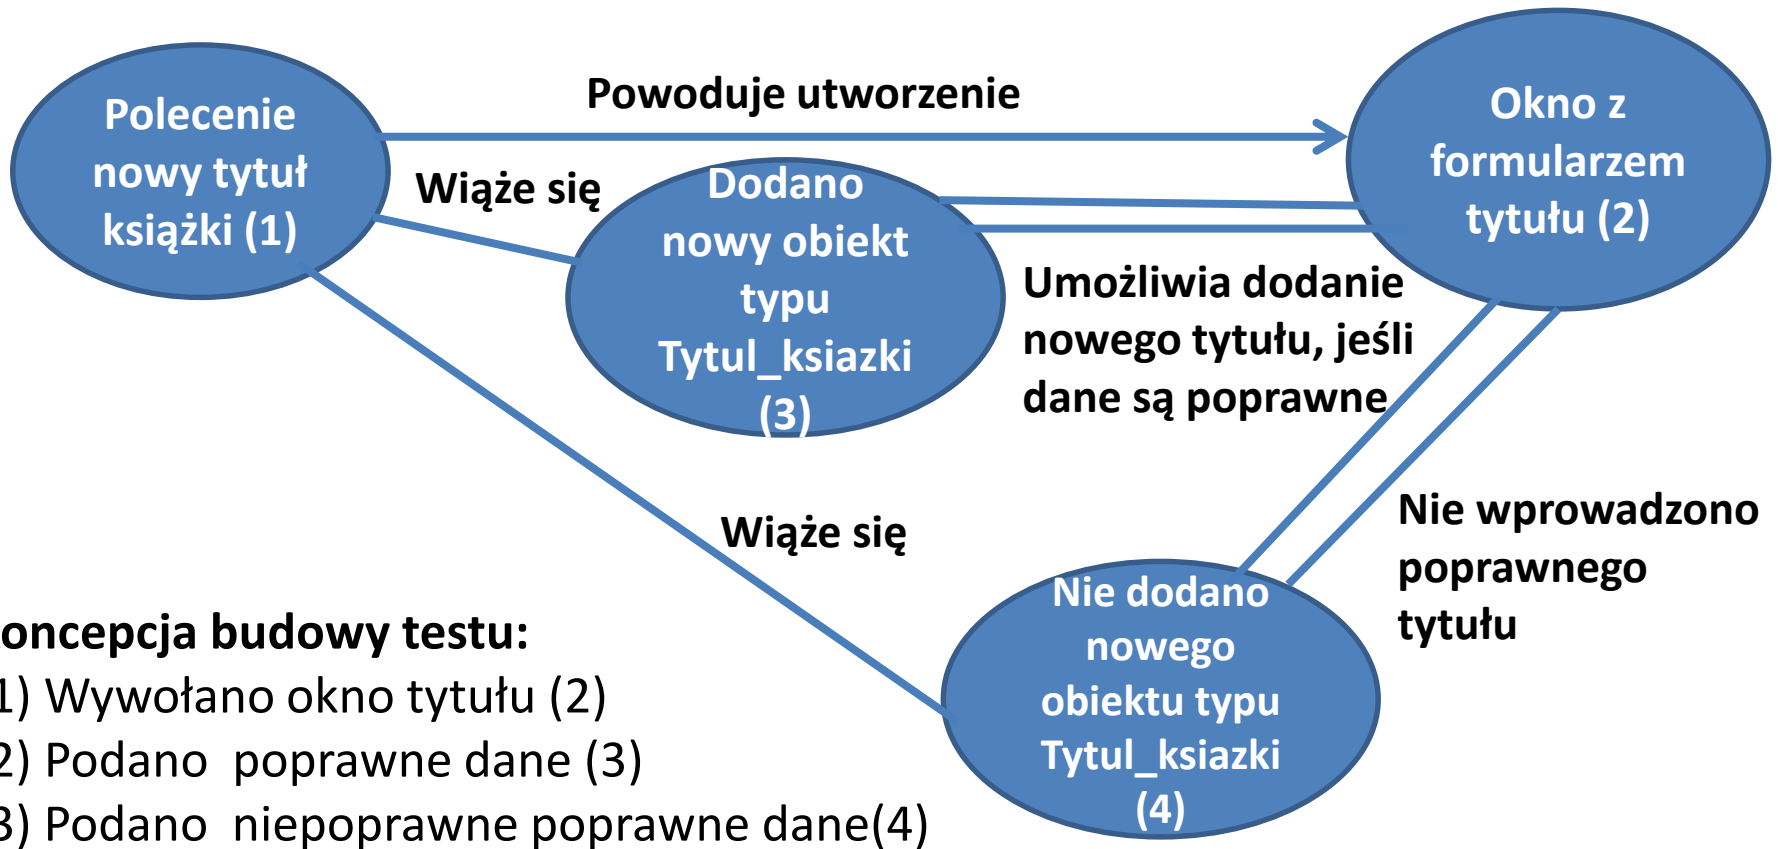 Polecenie
nowy tytuł
książki (1)
Powoduje utworzenie
Okno z
formularzem
tytułu (2)
Wiąże się
Dodano
nowy obiekt
typu
Tytul_ksiazki
(3)
Umożliwia dodanie
nowego tytułu, jeśli
dane są poprawne
Wiąże się
Nie wprowadzono
poprawnego
tytułu
Nie dodano
nowego
obiektu typu
Tytul_ksiazki
(4)
oncepcja budowy testu:
1) Wywołano okno tytułu (2)
2) Podano poprawne dane (3)
3) Podano niepoprawne poprawne dane(4)